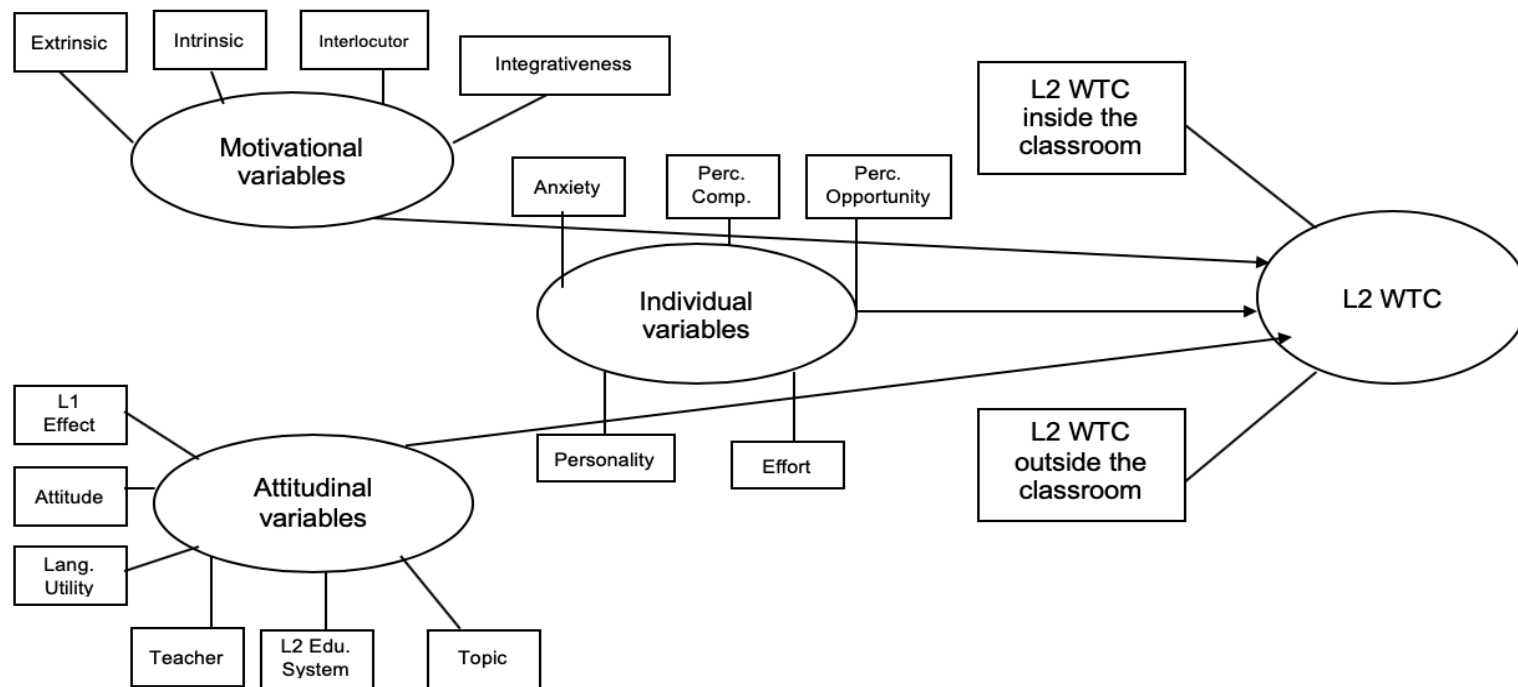 Extrinsic
Intrinsic
Interlocutor
Integrativeness
Motivational
variables
L2 WTC
inside the
classroom
Anxiety
Perc.
Comp.
Perc.
Opportunity
Individual
variables
L2 WTC
L1
Effect
Attitude
Lang.
Utility
Attitudinal
variables
Personality
Effort
L2 WTC
outside the
classroom
Teacher
L2 Edu.
System
Topic